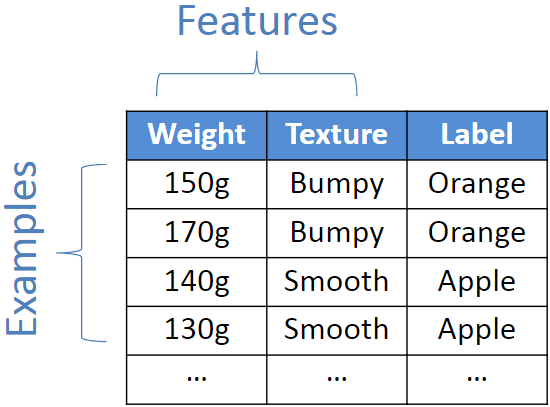 Features
Examples
Weight Texture Label
150g Bumpy Orange
170g Bumpy Orange
140g Smooth Apple
130g Smooth Apple
... ... ...